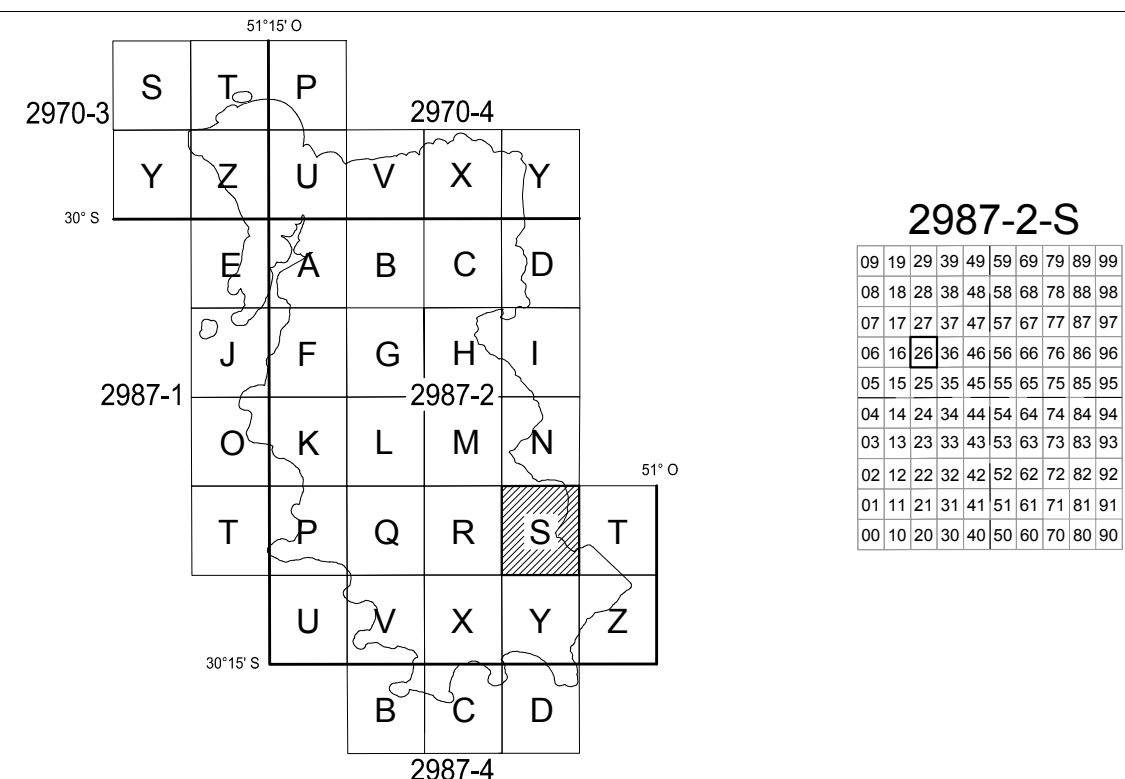 51°15' O
S T P
2970-3 2970-4
Y Z U V X Y
30° S
E A B C D
J F G H I
2987-1 2987-2
O K L M N
51° O
T P Q R S T
U V X Y Z
30°15' S
B C D
2987-4
2987-2-S
09 19 29 39 49 59 69 79 89 99
08 18 28 38 48 58 68 78 88 98
07 17 27 37 47 57 67 77 87 97
06 16 26 36 46 56 66 76 86 96
05 15 25 35 45 55 65 75 85 95
04 14 24 34 44 54 64 74 84 94
03 13 23 33 43 53 63 73 83 93
02 12 22 32 42 52 62 72 82 92
01 11 21 31 41 51 61 71 81 91
00 10 20 30 40 50 60 70 80 90